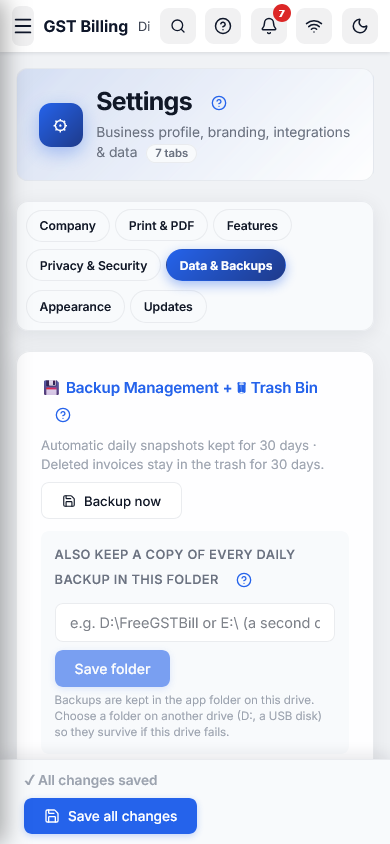 GST Billing Di 7
Settings
Business profile, branding, integrations
& data 7 tabs
Company Print & PDF Features
Privacy & Security Data & Backups
Appearance Updates
Backup Management + Trash Bin
Automatic daily snapshots kept for 30 days ·
Deleted invoices stay in the trash for 30 days.
Backup now
ALSO KEEP A COPY OF EVERY DAILY
BACKUP IN THIS FOLDER
e.g. D:\FreeGSTBill or E:\ (a second c
Save folder
Backups are kept in the app folder on this drive.
Choose a folder on another drive (D:, a USB disk)
so they survive if this drive fails.
✓ All changes saved
Save all changes